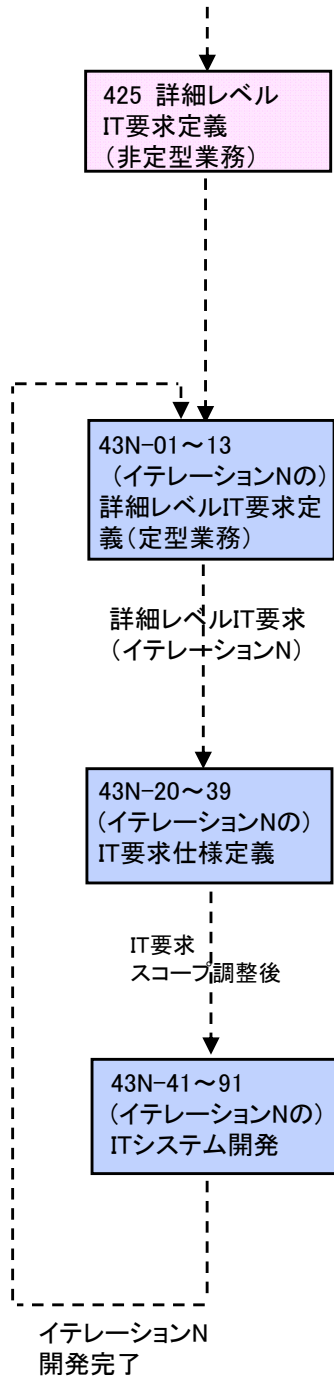 425 詳細レベル
IT要求定義
(非定型業務)
43N-01～13
(イテレーションNの)
詳細レベルIT要求定
義(定型業務)
詳細レベルIT要求
(イテレーションN)
43N-20～39
(イテレーションNの)
IT要求仕様定義
IT要求
スコープ調整後
43N-41～91
(イテレーションNの)
ITシステム開発
イテレーションN
開発完了